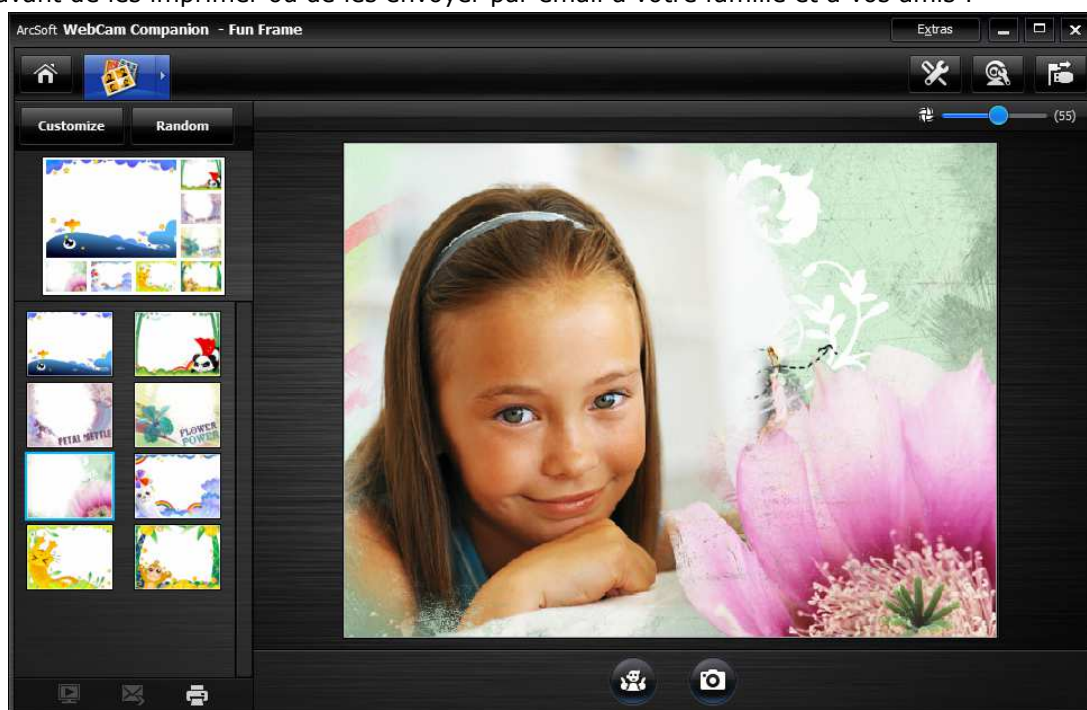 avant de les imprimer ou de les envoyer par email à votre famille et à vos amis !
ArcSoft WebCam Companion - Fun Frame
Extras
Customize
Random
(55)
PETAL METTLE
FLOWER
POWER